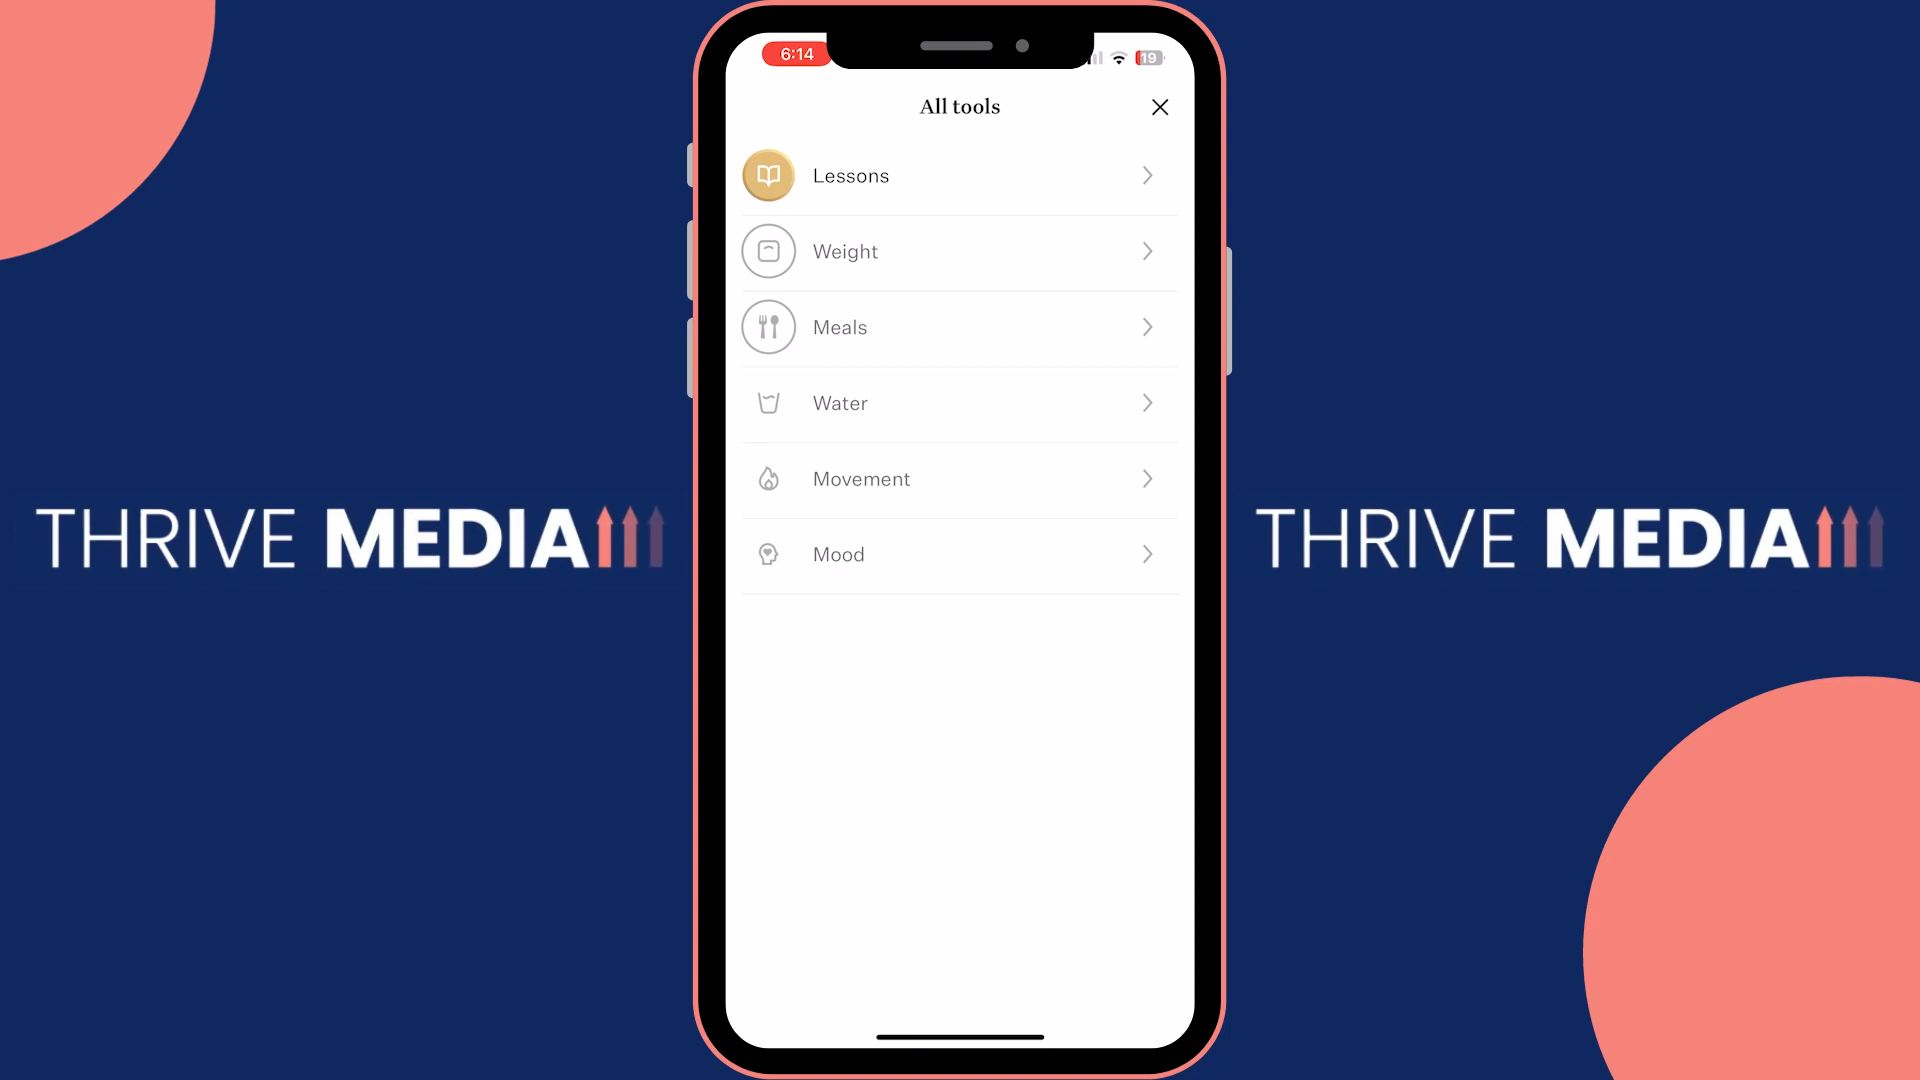 6:14
19
All tools
Lessons
Weight
Meals
Water
Movement
Mood
THRIVE MEDIA
THRIVE MEDIA